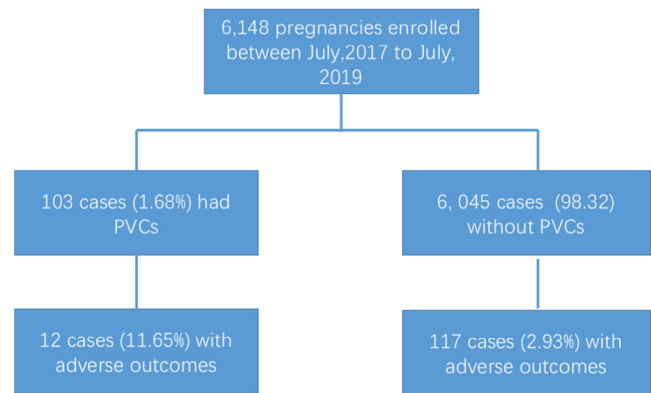 6,148 pregnancies enrolled
between July,2017 to July,
2019
103 cases (1.68%) had
PVCs
6, 045 cases (98.32)
without PVCs
12 cases (11.65%) with
adverse outcomes
117 cases (2.93%) with
adverse outcomes